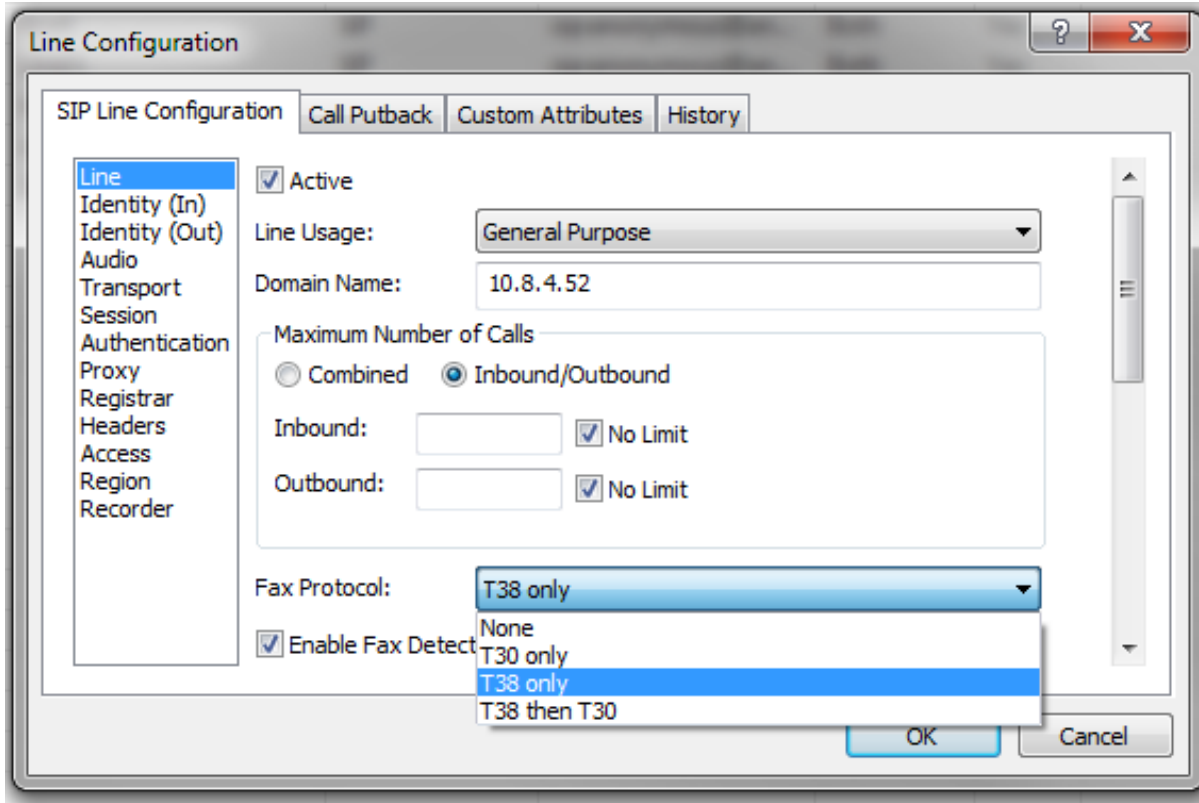 Line Configuration
SIP Line Configuration
Call Putback
Custom Attributes
History
Line
Identity (In)
Identity (Out)
Audio
Transport
Session
Authentication
Proxy
Registrar
Headers
Access
Region
Recorder
Active
Line Usage: General Purpose
Domain Name: 10.8.4.52
Maximum Number of Calls
Combined Inbound/Outbound
Inbound: No Limit
Outbound: No Limit
Fax Protocol: T38 only
Enable Fax Detect
None
T30 only
T38 only
T38 then T30
OK Cancel